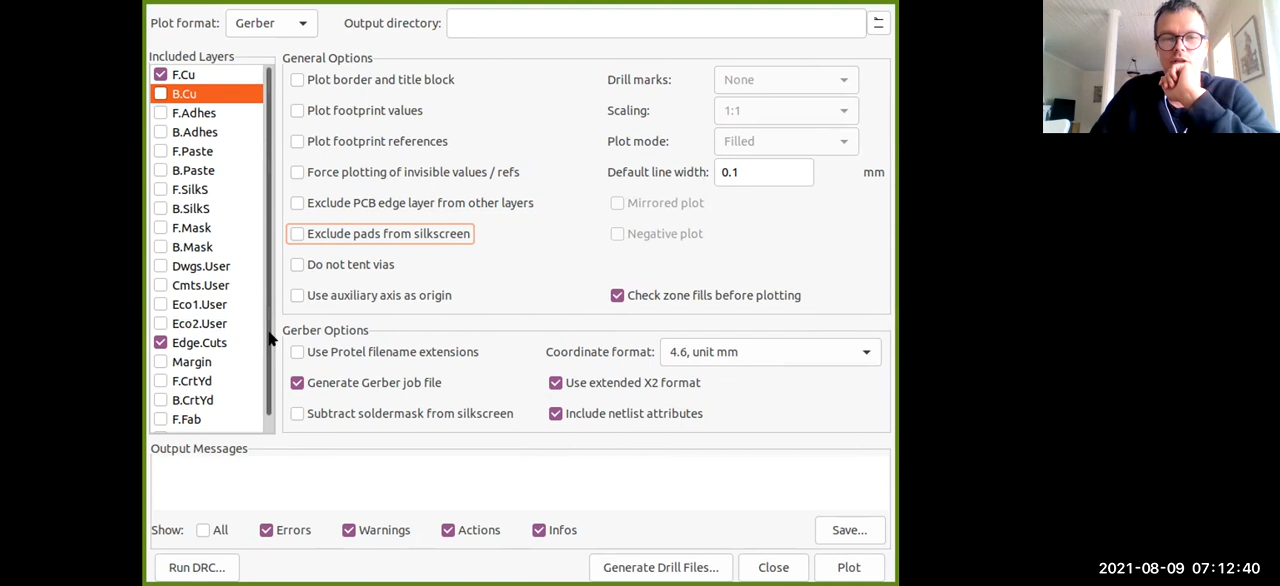 Plot format: Gerber Output directory:
Included Layers
F.Cu
B.Cu
F.Adhes
B.Adhes
F.Paste
B.Paste
F.SilkS
B.SilkS
F.Mask
B.Mask
Dwgs.User
Cmts.User
Eco1.User
Eco2.User
Edge.Cuts
Margin
F.CrtYd
B.CrtYd
F.Fab
General Options
Plot border and title block Drill marks: None
Plot footprint values Scaling: 1:1
Plot footprint references Plot mode: Filled
Force plotting of invisible values / refs Default line width: 0.1 mm
Exclude PCB edge layer from other layers Mirrored plot
Exclude pads from silkscreen Negative plot
Do not tent vias
Use auxiliary axis as origin Check zone fills before plotting
Gerber Options
Use Protel filename extensions Coordinate format: 4.6, unit mm
Generate Gerber job file Use extended X2 format
Subtract soldermask from silkscreen Include netlist attributes
Output Messages
Show: All Errors Warnings Actions Infos Save...
Run DRC... Generate Drill Files... Close Plot
2021-08-09 07:12:40